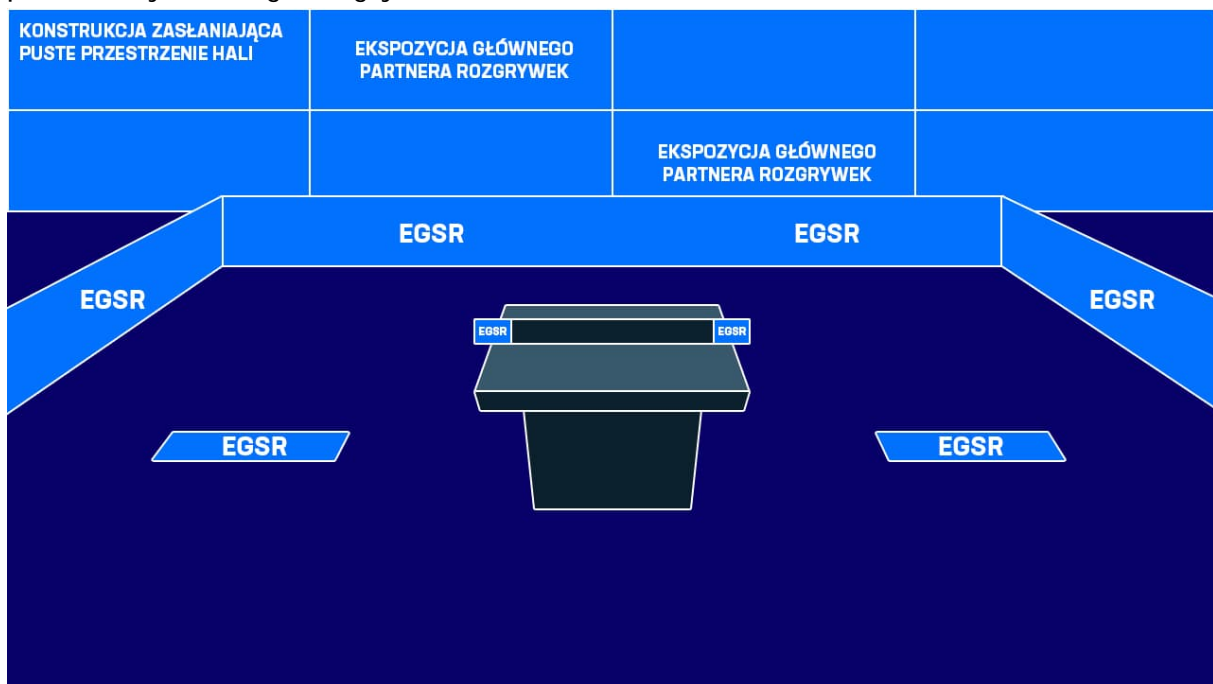 KONSTRUKCJA ZASŁANIAJĄCA
PUSTE PRZESTRZENIE HALI
EKSPOZYCJA GŁÓWNEGO
PARTNERA ROZGRYWEK
EKSPOZYCJA GŁÓWNEGO
PARTNERA ROZGRYWEK
EGSR
EGSR
EGSR
EGSR
EGSR
EGSR
EGSR
EGSR